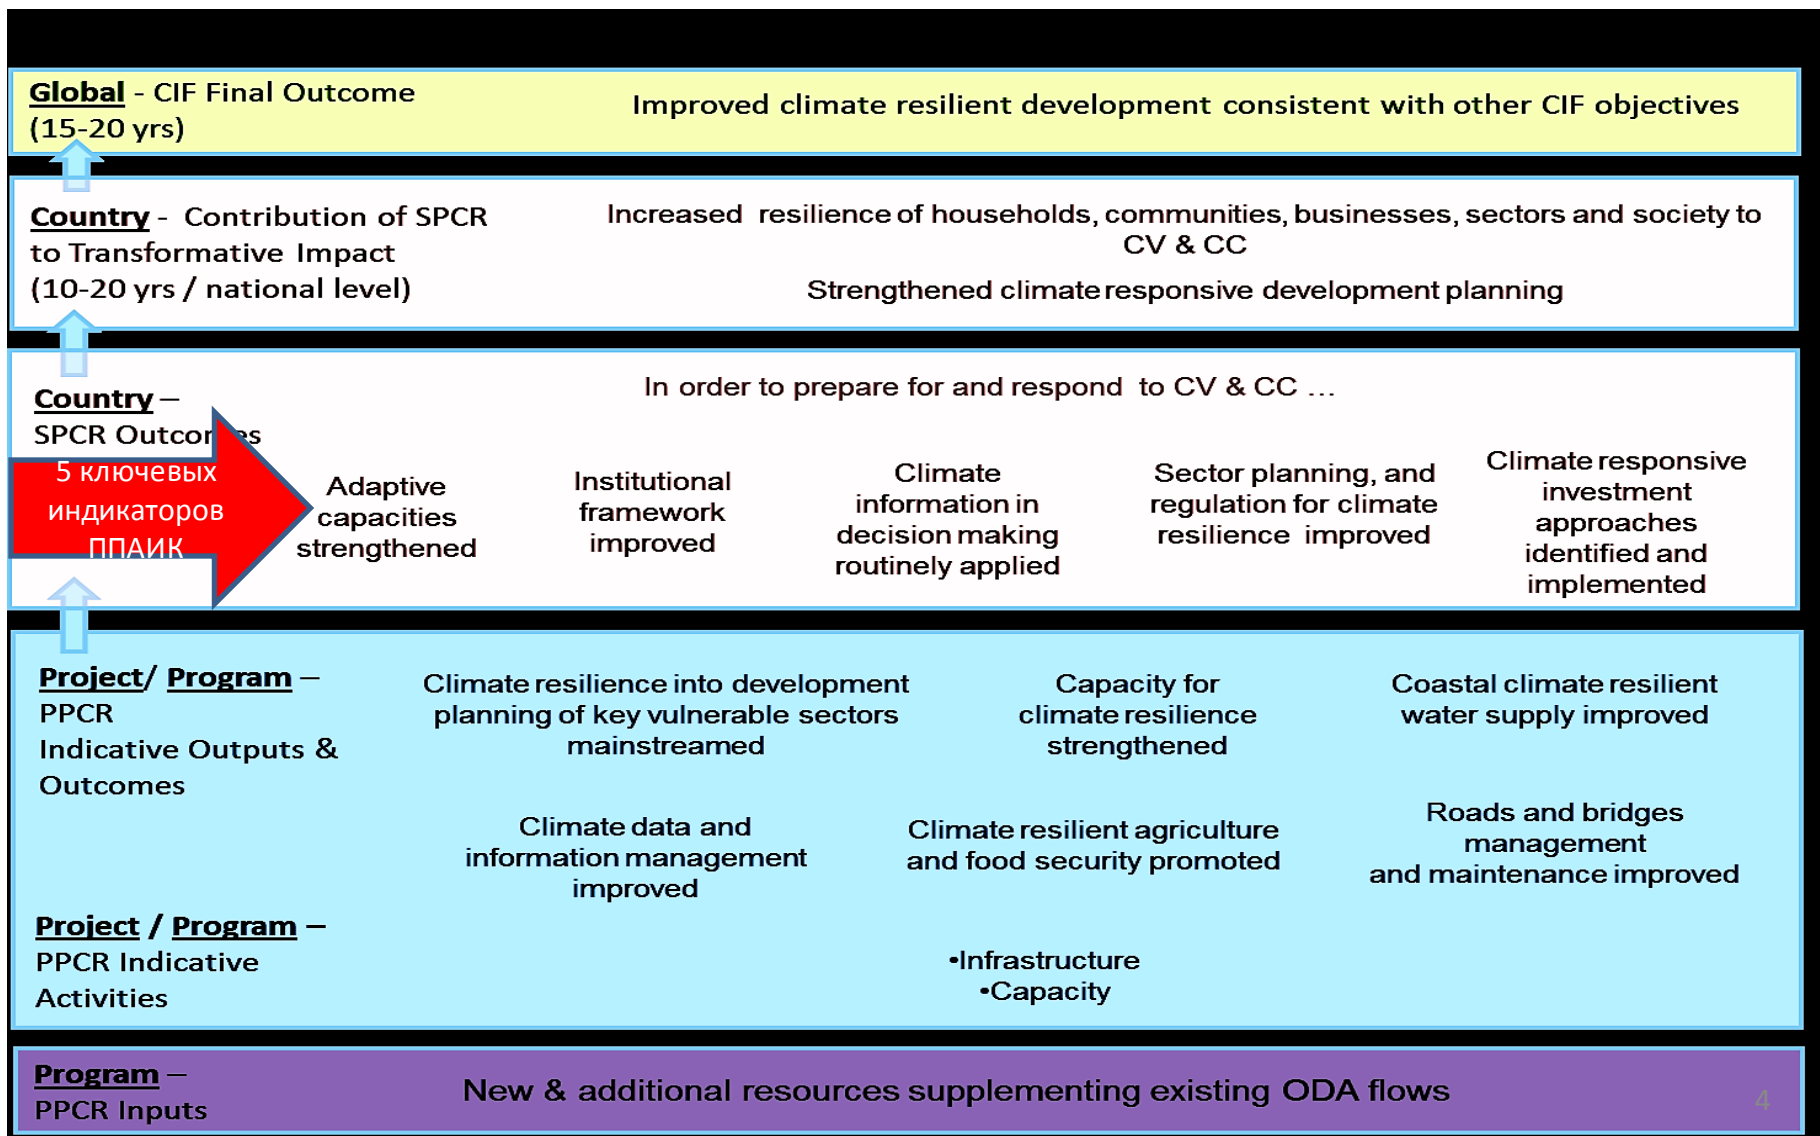 Global - CIF Final Outcome
(15-20 yrs)
Improved climate resilient development consistent with other CIF objectives
Country - Contribution of SPCR
to Transformative Impact
(10-20 yrs / national level)
Increased resilience of households, communities, businesses, sectors and society to
CV & CC
Strengthened climate responsive development planning
Country –
SPCR Outcomes
In order to prepare for and respond to CV & CC ...
5 ключевых
индикаторов
ППАИК
Adaptive
capacities
strengthened
Institutional
framework
improved
Climate
information in
decision making
routinely applied
Sector planning, and
regulation for climate
resilience improved
Climate responsive
investment
approaches
identified and
implemented
Project/ Program –
PPCR
Indicative Outputs &
Outcomes
Climate resilience into development
planning of key vulnerable sectors
mainstreamed
Capacity for
climate resilience
strengthened
Coastal climate resilient
water supply improved
Climate data and
information management
improved
Climate resilient agriculture
and food security promoted
Roads and bridges
management
and maintenance improved
Project / Program –
PPCR Indicative
Activities
•Infrastructure
•Capacity
Program –
PPCR Inputs
New & additional resources supplementing existing ODA flows
4